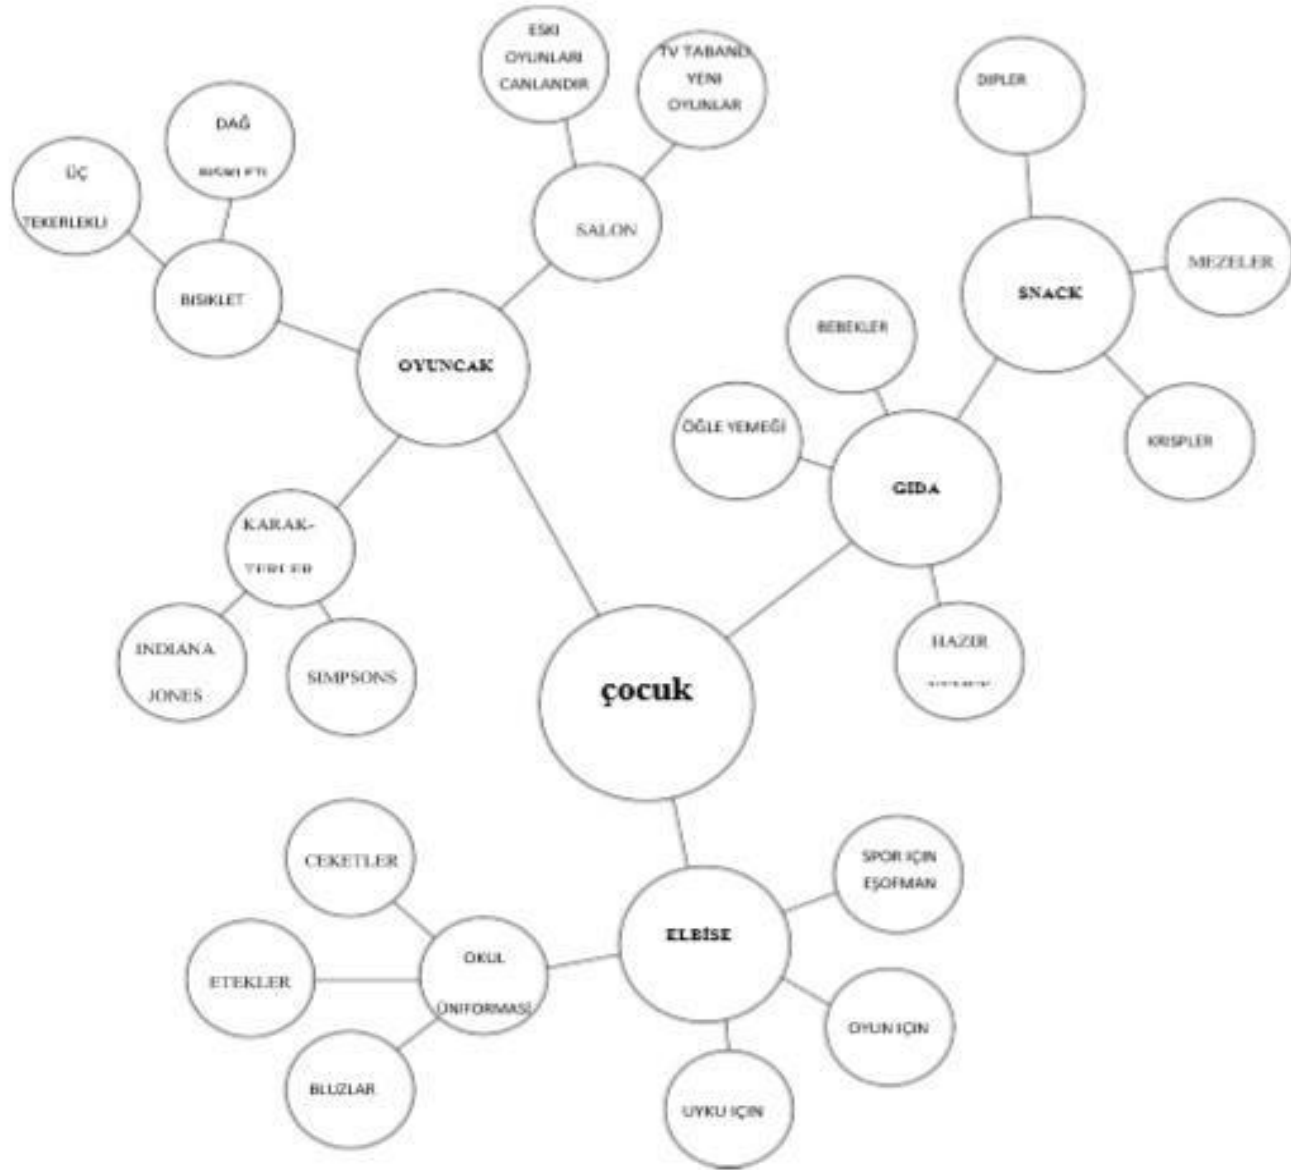 ESKI
OYUNLARI
CANLANDIR
TV TABANLI
YENI
OYUNLAR
DIPLER
DAĞ
ÜÇ
TEKERLEKLI
SALON
MEZELER
BISIKLET
SNACK
BEBEKLER
OYUNCAK
ÖĞLE YEMEĞİ
KRISPLER
GIDA
KARAK-
TERLER
INDIANA
JONES
SIMPSONS
HAZIR
çocuk
CEKETLER
SPOR IÇIN
EŞOFMAN
ELBİSE
OKUL
ÜNIFORMASİ
ETEKLER
OYUN IÇIN
BLUZLAR
UYKU IÇIN